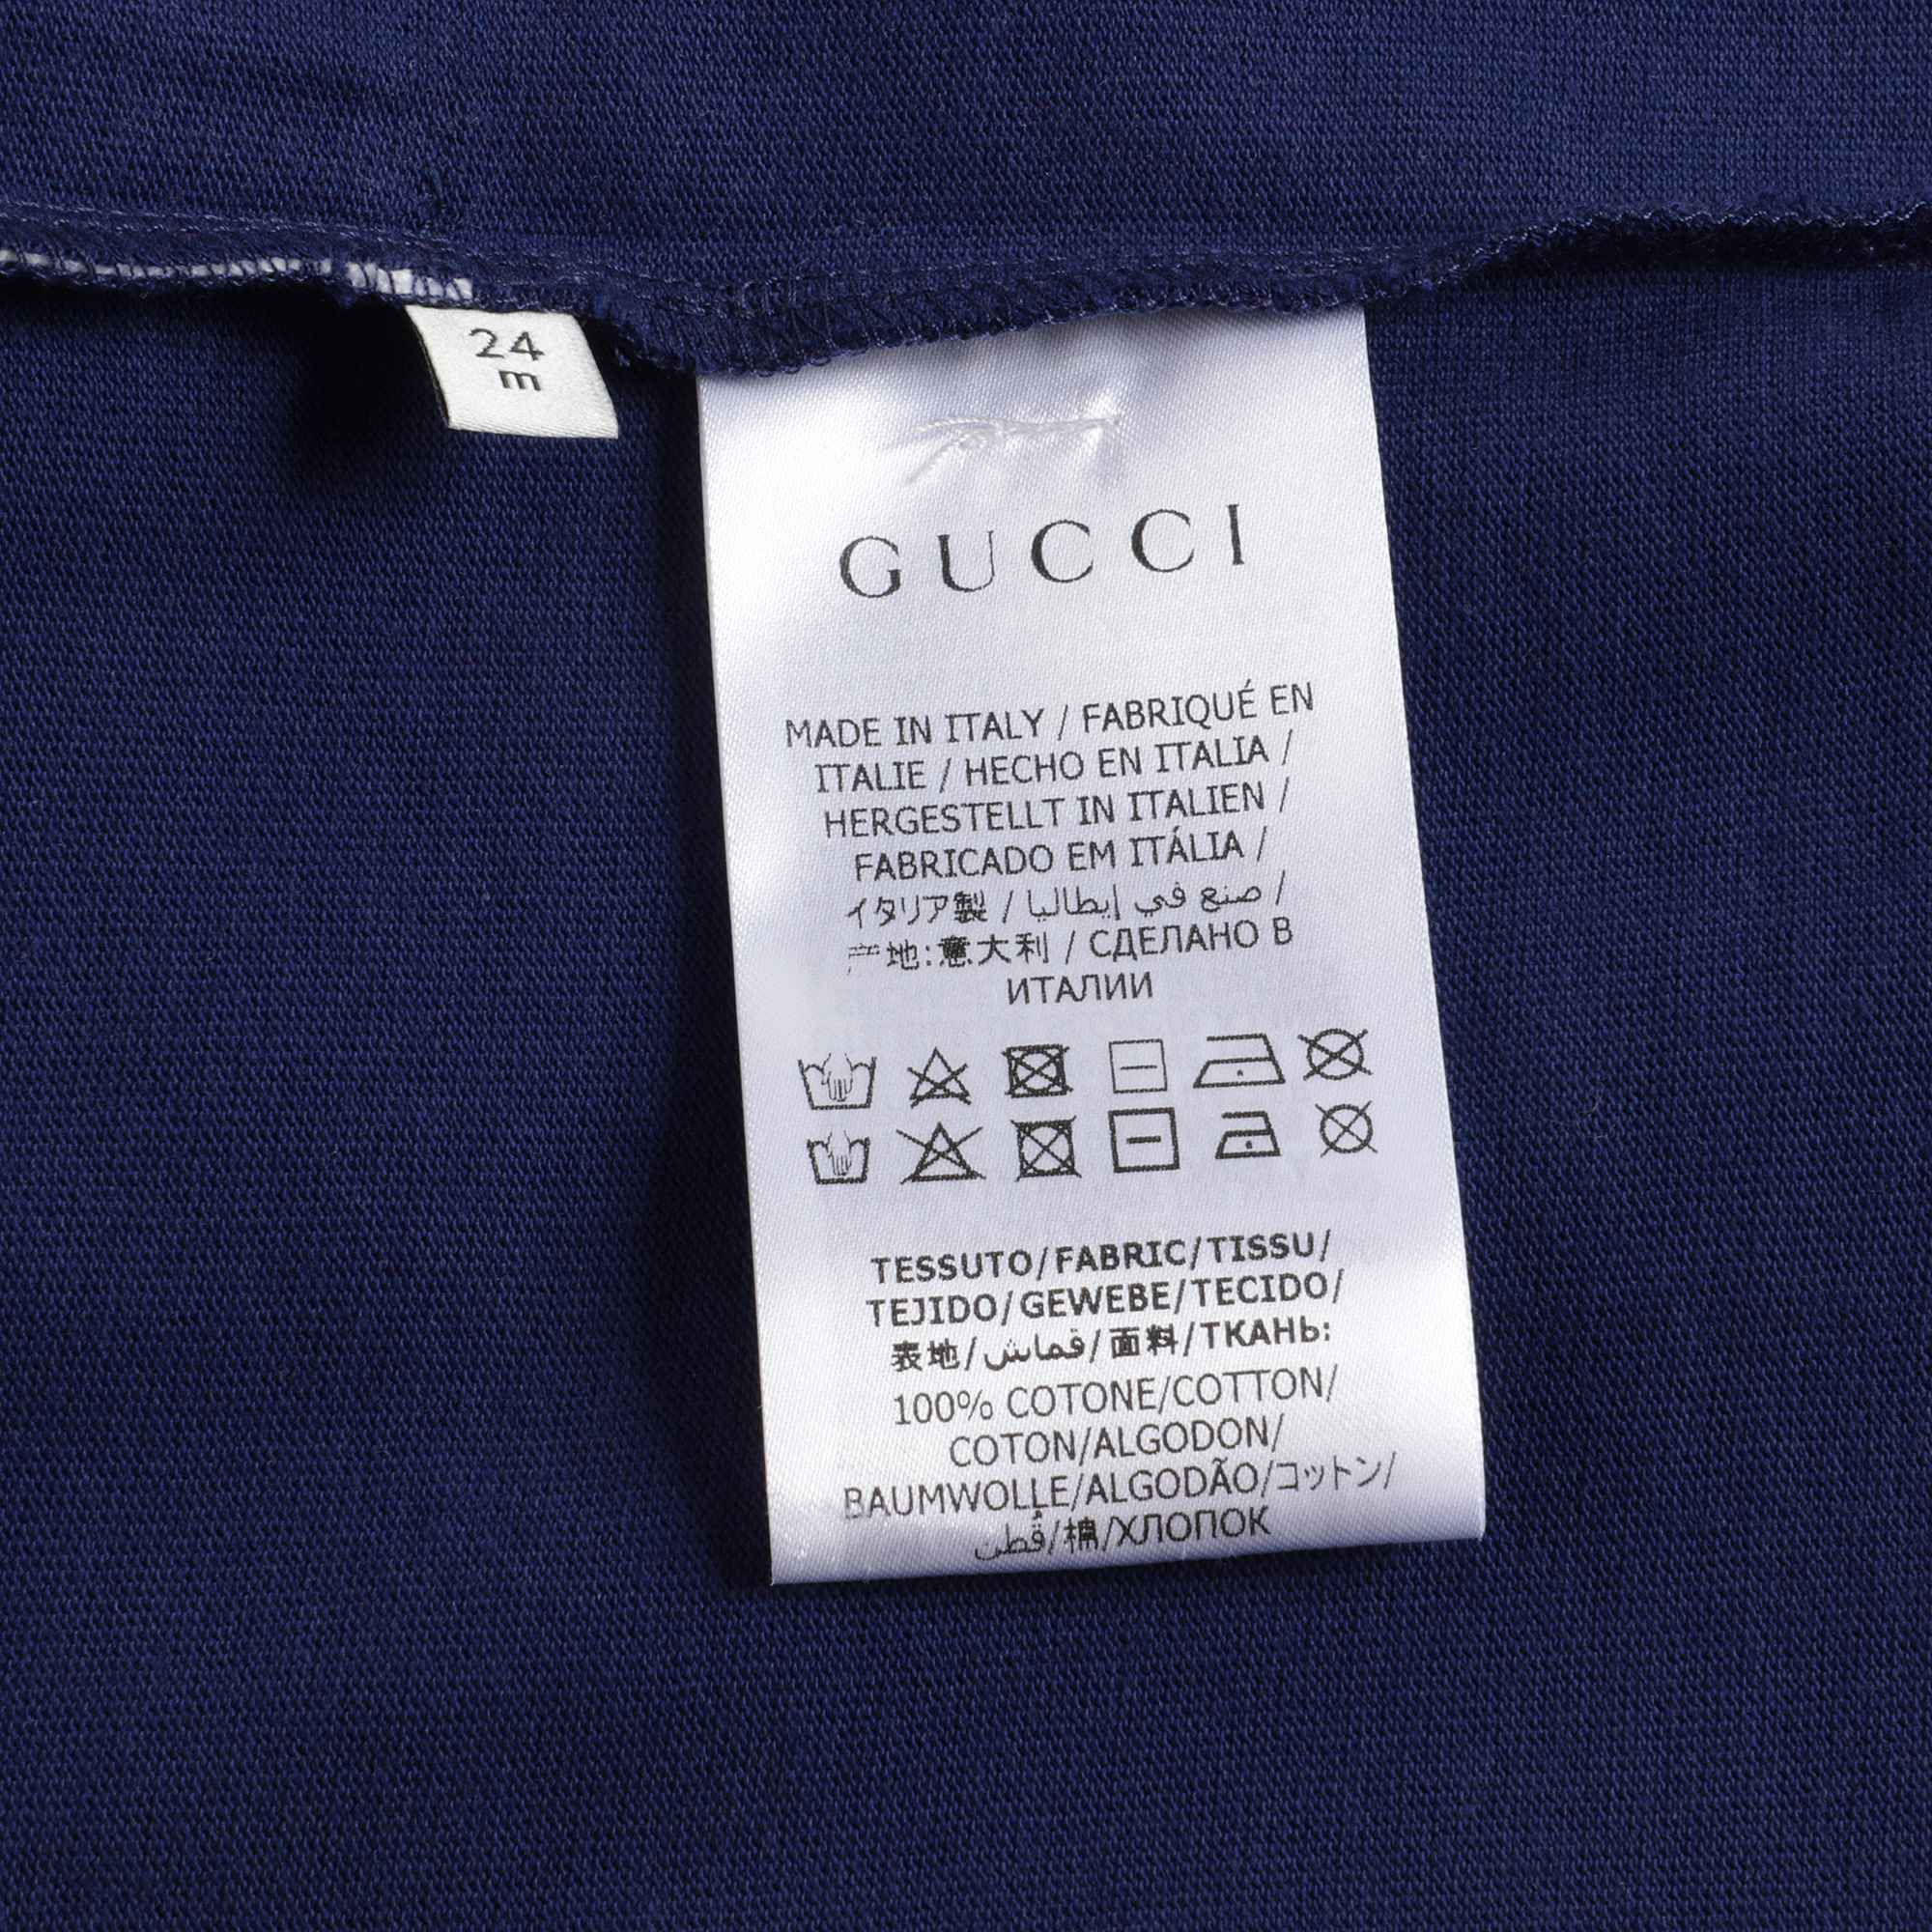 24
m
GUCCI
MADE IN ITALY / FABRIQUÉ EN
ITALIE / HECHO EN ITALIA /
HERGESTELLT IN ITALIEN /
FABRICADO EM ITÁLIA /
イタリア製 / صنع في إيطاليا /
产地:意大利 / СДЕЛАНО В
ИТАЛИИ
TESSUTO/FABRIC/TISSU/
TEJIDO/GEWEBE/TECIDO/
表地/قماش/面料/ТКАНЬ:
100% COTONE/COTTON/
COTON/ALGODON/
BAUMWOLLE/ALGODÃO/コットン/
قُطن/棉/ХЛОПОК